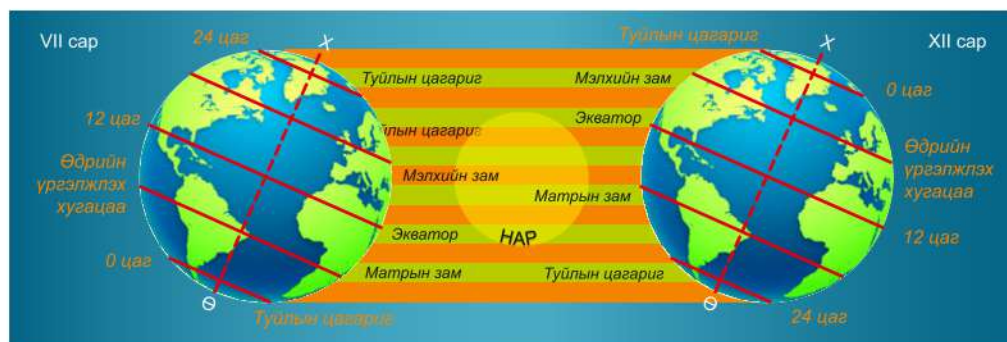 VII сар
24 цаг
X
Туйлын цагариг
12 цаг
йлын цагариг
Мэлхийн зам
Өдрийн
үргэлжлэх
хугацаа
Экватор
0 цаг
Матрын зам
Ө
Туйлын цагариг
НАР
Туйлын цагариг
X
XII сар
Мэлхийн зам
0 цаг
Экватор
Өдрийн
үргэлжлэх
хугацаа
Матрын зам
12 цаг
Туйлын цагариг
Ө
24 цаг